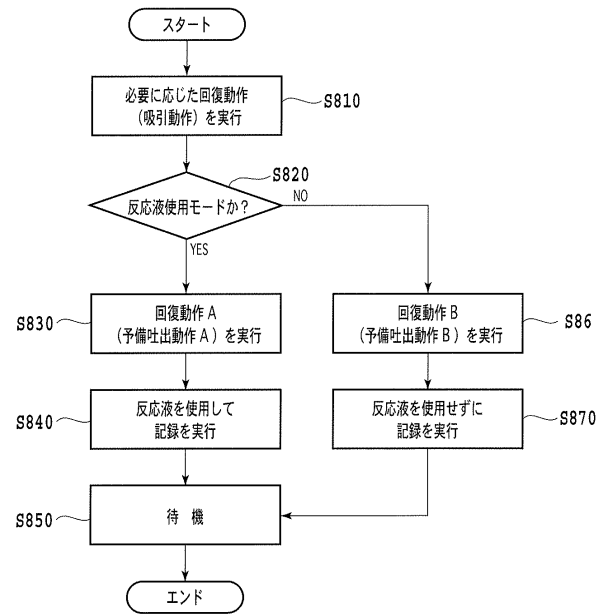 スタート
必要に応じた回復動作
（吸引動作）を実行
S810
反応液使用モードか？
S820
NO
YES
回復動作A
（予備吐出動作A）を実行
S830
回復動作B
（予備吐出動作B）を実行
S86
反応液を使用して
記録を実行
S840
反応液を使用せずに
記録を実行
S870
待 機
S850
エンド